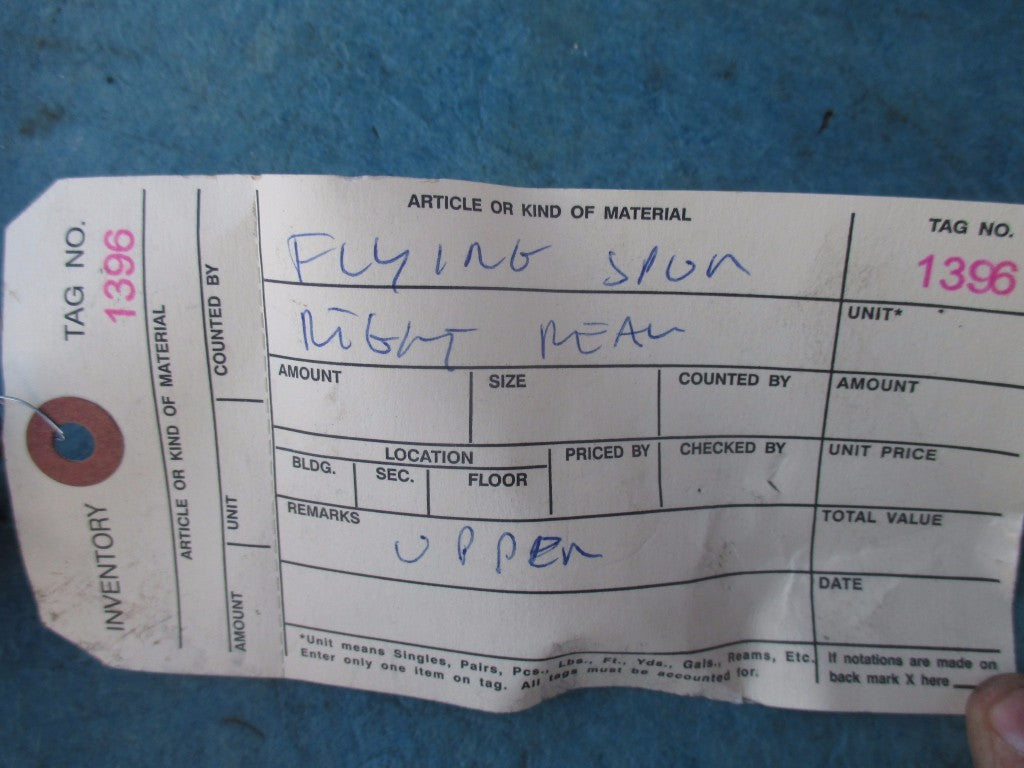 TAG NO.
1396
INVENTORY
ARTICLE OR KIND OF MATERIAL
COUNTED BY
UNIT
AMOUNT
ARTICLE OR KIND OF MATERIAL
TAG NO.
FLYING SPUR
1396
RIGHT REAR
UNIT*
AMOUNT SIZE COUNTED BY AMOUNT
LOCATION PRICED BY CHECKED BY UNIT PRICE
BLDG. SEC. FLOOR
REMARKS TOTAL VALUE
UPPER
DATE
*Unit means Singles, Pairs, Pcs., Lbs., Ft., Yds., Gals., Reams, Etc.
Enter only one item on tag. All tags must be accounted for.
If notations are made on
back mark X here